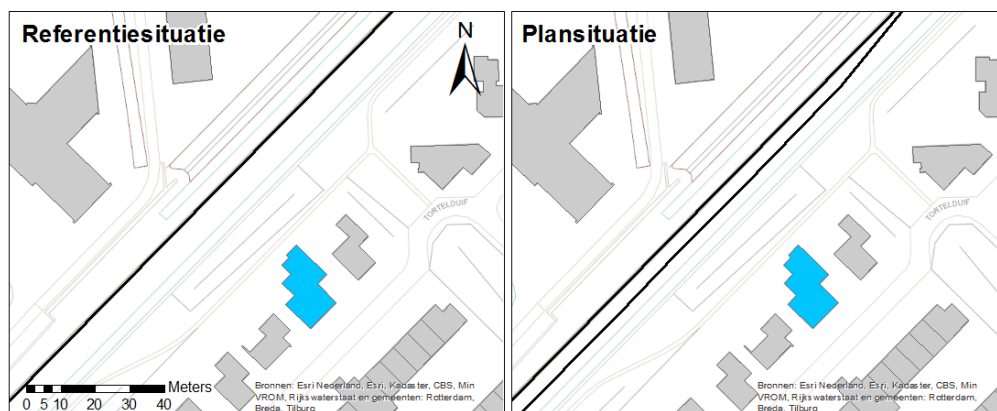 Referentiesituatie
N
TORTELDUIF
Meters
0 5 10 20 30 40
Bronnen: Esri Nederland, Esri, Kadaster, CBS, Min
VROM, Rijkswaterstaat en gemeenten: Rotterdam,
Breda, Tilburg
Plansituatie
TORTELDUIF
Bronnen: Esri Nederland, Esri, Kadaster, CBS, Min
VROM, Rijkswaterstaat en gemeenten: Rotterdam,
Breda, Tilburg